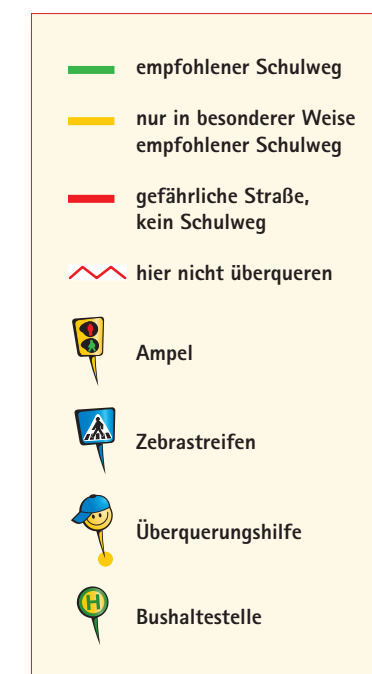 empfohlener Schulweg
nur in besonderer Weise
empfohlener Schulweg
gefährliche Straße,
kein Schulweg
hier nicht überqueren
Ampel
Zebrastreifen
Überquerungshilfe
H
Bushaltestelle